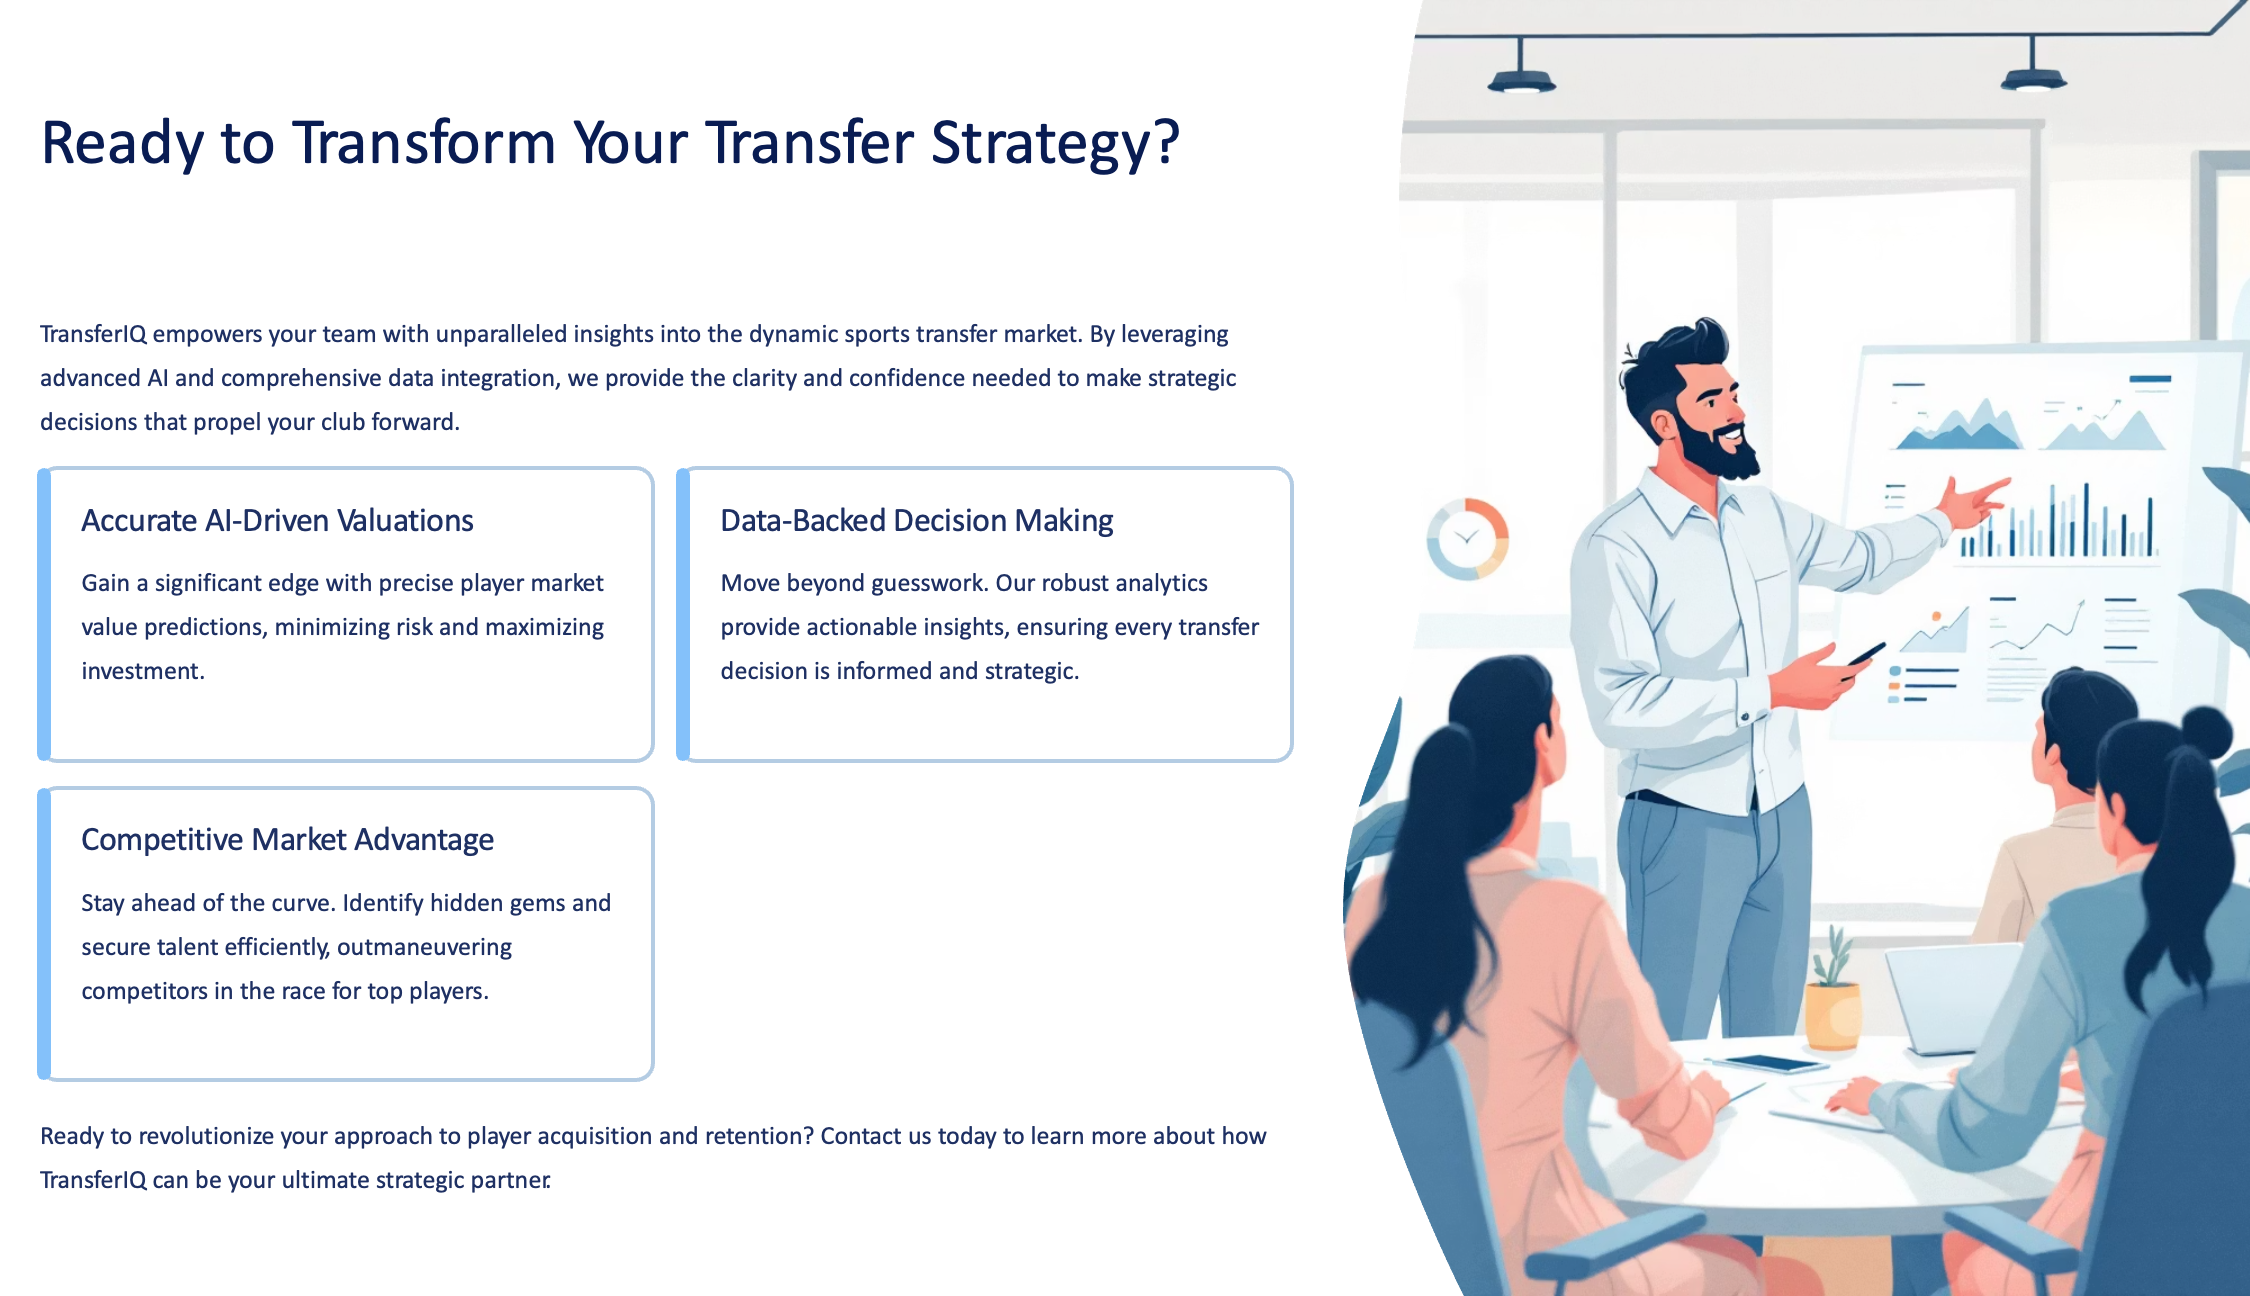 Ready to Transform Your Transfer Strategy?
TransferIQ empowers your team with unparalleled insights into the dynamic sports transfer market. By leveraging
advanced AI and comprehensive data integration, we provide the clarity and confidence needed to make strategic
decisions that propel your club forward.
Accurate AI-Driven Valuations
Gain a significant edge with precise player market
value predictions, minimizing risk and maximizing
investment.
Data-Backed Decision Making
Move beyond guesswork. Our robust analytics
provide actionable insights, ensuring every transfer
decision is informed and strategic.
Competitive Market Advantage
Stay ahead of the curve. Identify hidden gems and
secure talent efficiently, outmaneuvering
competitors in the race for top players.
Ready to revolutionize your approach to player acquisition and retention? Contact us today to learn more about how
TransferIQ can be your ultimate strategic partner.